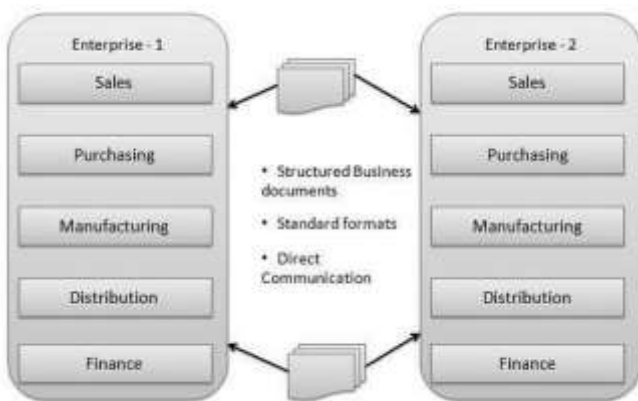 Enterprise - 1
Sales
Purchasing
Manufacturing
Distribution
Finance
• Structured Business
documents
• Standard formats
• Direct
Communication
Enterprise - 2
Sales
Purchasing
Manufacturing
Distribution
Finance